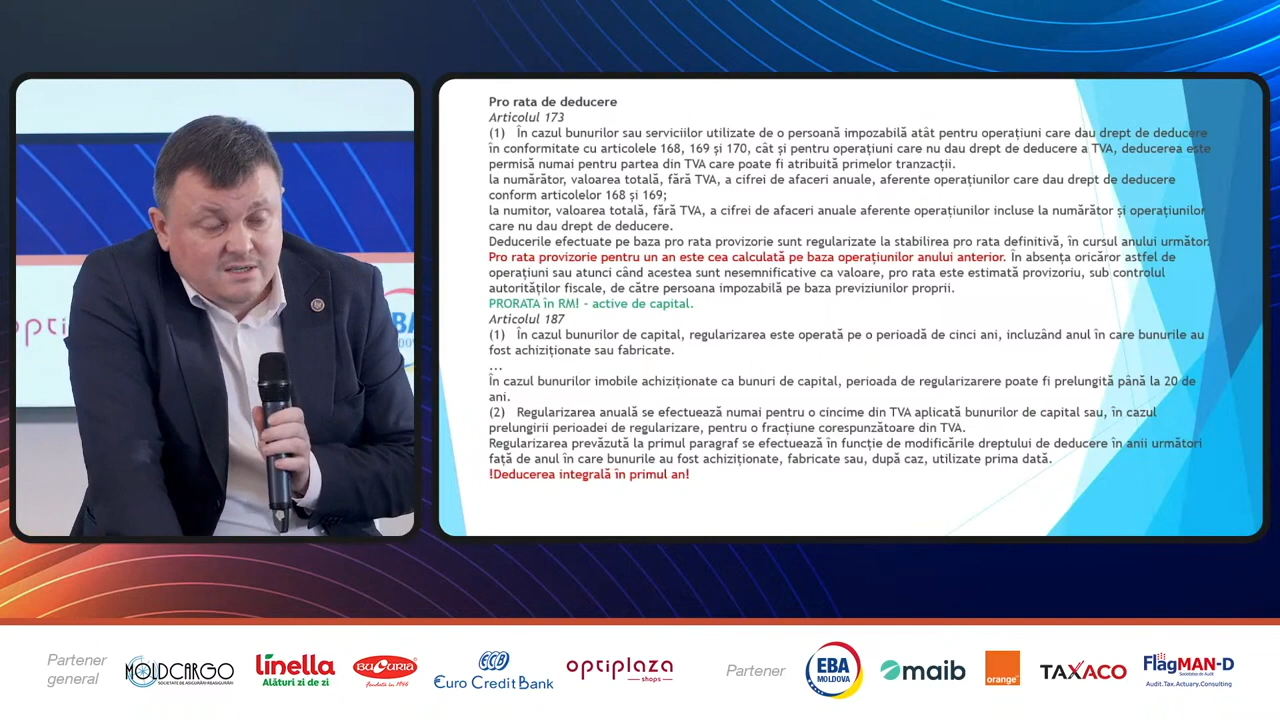 Pro rata de deducere
Articolul 173
(1) În cazul bunurilor sau serviciilor utilizate de o persoană impozabilă atât pentru operațiuni care dau drept de deducere
în conformitate cu articolele 168, 169 și 170, cât și pentru operațiuni care nu dau drept de deducere a TVA, deducerea este
permisă numai pentru partea din TVA care poate fi atribuită primelor tranzacții.
la numărător, valoarea totală, fără TVA, a cifrei de afaceri anuale, aferente operațiunilor care dau drept de deducere
conform articolelor 168 și 169;
la numitor, valoarea totală, fără TVA, a cifrei de afaceri anuale aferente operațiunilor incluse la numărător și operațiunilor
care nu dau drept de deducere.
Deducerile efectuate pe baza pro rata provizorie sunt regularizate la stabilirea pro rata definitivă, în cursul anului următor.
Pro rata provizorie pentru un an este cea calculată pe baza operațiunilor anului anterior. În absența oricăror astfel de
operațiuni sau atunci când acestea sunt nesemnificative ca valoare, pro rata este estimată provizoriu, sub controlul
autorităților fiscale, de către persoana impozabilă pe baza previziunilor proprii.
PRORATA în RM! - active de capital.
Articolul 187
(1) În cazul bunurilor de capital, regularizarea este operată pe o perioadă de cinci ani, incluzând anul în care bunurile au
fost achiziționate sau fabricate.
...
În cazul bunurilor imobile achiziționate ca bunuri de capital, perioada de regularizarere poate fi prelungită până la 20 de
ani.
(2) Regularizarea anuală se efectuează numai pentru o cincime din TVA aplicată bunurilor de capital sau, în cazul
prelungirii perioadei de regularizare, pentru o fracțiune corespunzătoare din TVA.
Regularizarea prevăzută la primul paragraf se efectuează în funcție de modificările dreptului de deducere în anii următori
față de anul în care bunurile au fost achiziționate, fabricate sau, după caz, utilizate prima dată.
!Deducerea integrală în primul an!
opti
EBA
Partener
general
MOLDCARGO
SOCIETATE DE ASIGURĂRI-REASIGURĂRI
linella
Alături zi de zi
BUCURIA
fondată în 1946
ECB
Euro Credit Bank
optiplaza
shops
Partener
EBA
MOLDOVA
maib
orange
TAXACO
FlagMAN-D
Societatea de Audit
Audit.Tax.Actuary.Consulting